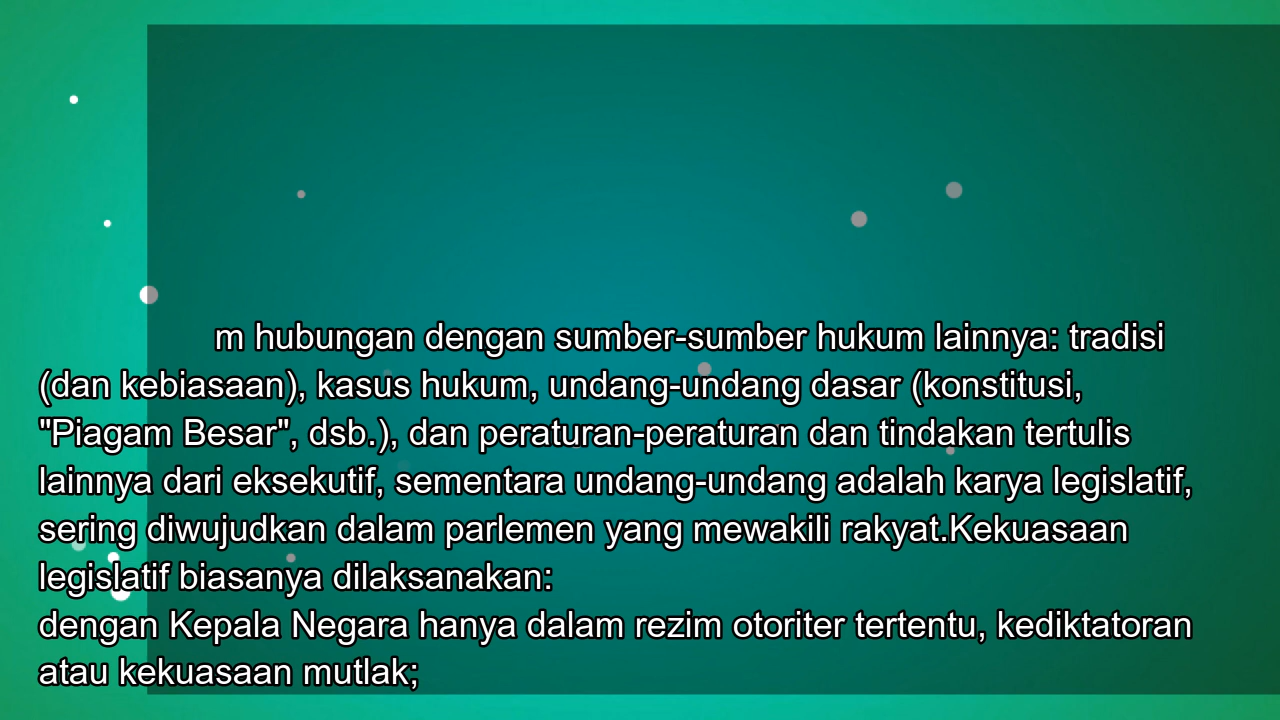 m hubungan dengan sumber-sumber hukum lainnya: tradisi
(dan kebiasaan), kasus hukum, undang-undang dasar (konstitusi,
"Piagam Besar", dsb.), dan peraturan-peraturan dan tindakan tertulis
lainnya dari eksekutif, sementara undang-undang adalah karya legislatif,
sering diwujudkan dalam parlemen yang mewakili rakyat.Kekuasaan
legislatif biasanya dilaksanakan:
dengan Kepala Negara hanya dalam rezim otoriter tertentu, kediktatoran
atau kekuasaan mutlak;